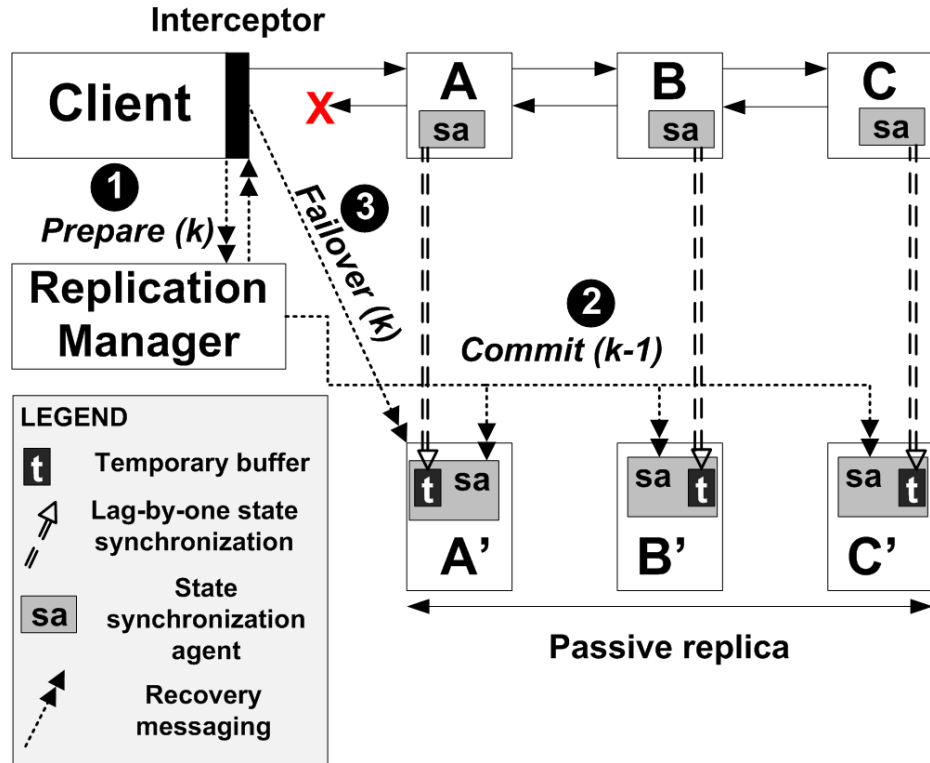 Interceptor
Client
A
B
C
X
sa
sa
sa
1
Prepare (k)
3
Failover (k)
Replication
Manager
2
Commit (k-1)
LEGEND
t
Temporary buffer
Lag-by-one state
synchronization
sa
State
synchronization
agent
Recovery
messaging
t
sa
A’
sa
t
B’
sa
t
C’
Passive replica